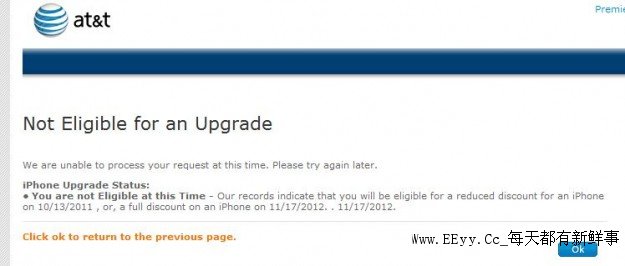 at&t
Premie
Not Eligible for an Upgrade
We are unable to process your request at this time. Please try again later.
iPhone Upgrade Status:
• You are not Eligible at this Time - Our records indicate that you will be eligible for a reduced discount for an iPhone
on 10/13/2011 , or, a full discount on an iPhone on 11/17/2012. . 11/17/2012.
Click ok to return to the previous page.
Www.EEyy.Cc_每天都有新鲜事
Ok